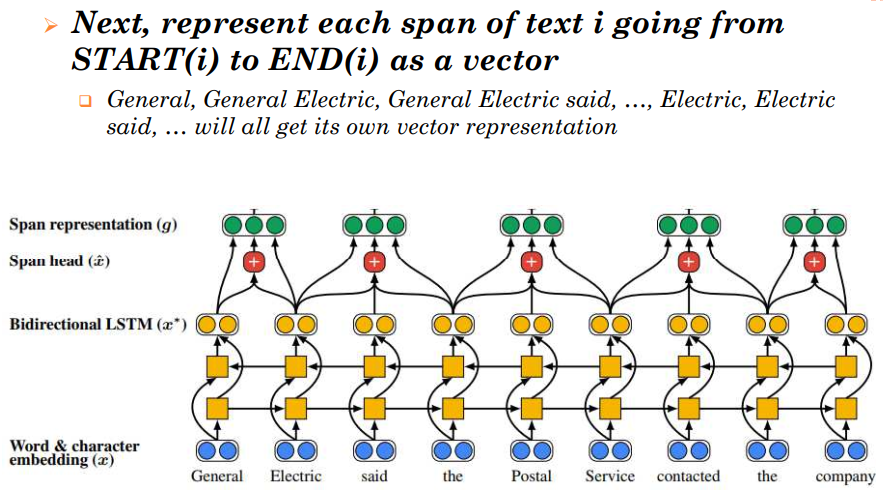 Next, represent each span of text i going from
START(i) to END(i) as a vector
General, General Electric, General Electric said, …, Electric, Electric
said, … will all get its own vector representation
Span representation (g)
Span head (x̂)
+ + + + +
Bidirectional LSTM (x*)
Word & character
embedding (x)
General Electric said the Postal Service contacted the company